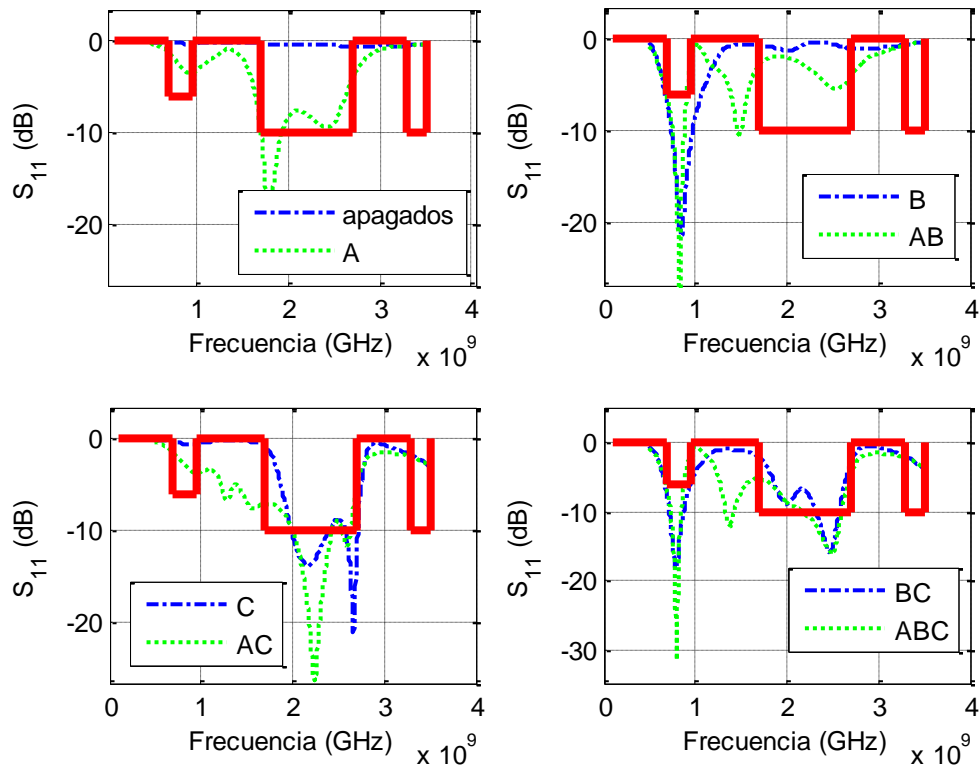 0
-10
-20
S11 (dB)
apagados
A
1
2
3
4
Frecuencia (GHz)
x 10^9
0
-10
-20
S11 (dB)
B
AB
0
1
2
3
4
Frecuencia (GHz)
x 10^9
0
-10
-20
S11 (dB)
C
AC
0
1
2
3
4
Frecuencia (GHz)
x 10^9
0
-10
-20
-30
S11 (dB)
BC
ABC
0
1
2
3
4
Frecuencia (GHz)
x 10^9